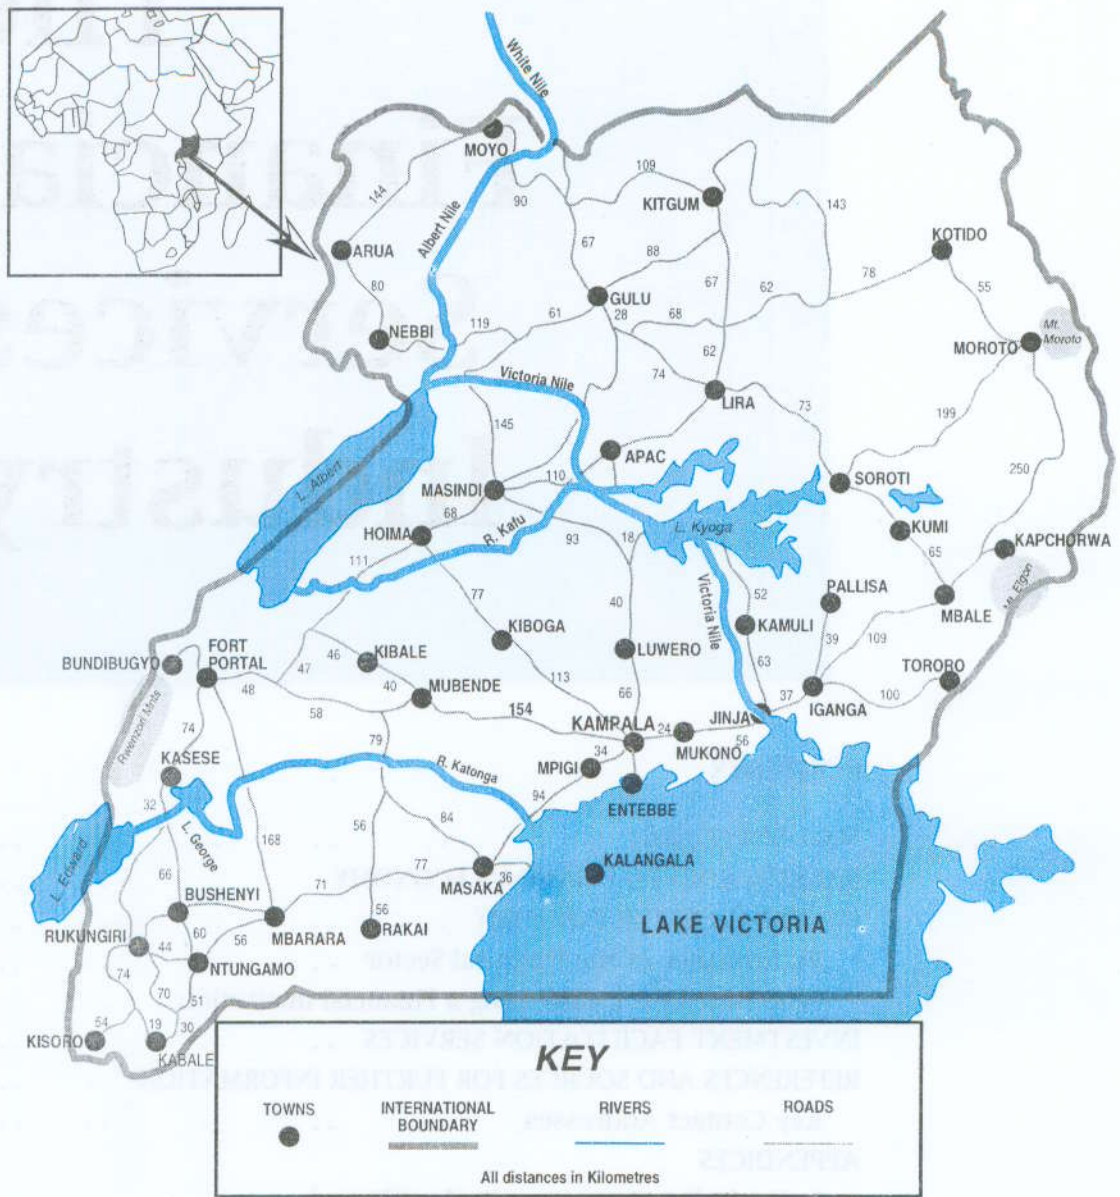 White Nile
MOYO
109
KITGUM
143
144
90
Albert Nile
ARUA
67
88
KOTIDO
78
80
GULU
67
62
55
28
68
NEBBI
119
61
Mt.
Moroto
MOROTO
62
Victoria Nile
74
LIRA
73
199
145
APAC
L. Albert
MASINDI
110
SOROTI
250
68
HOIMA
R. Kafu
93
18
L. Kyoga
KUMI
KAPCHORWA
111
65
Mt. Elgon
77
40
Victoria Nile
52
PALLISA
MBALE
KIBOGA
KAMULI
39
109
BUNDIBUGYO
FORT
PORTAL
46
KIBALE
LUWERO
47
63
TORORO
48
40
MUBENDE
113
66
37
100
58
154
KAMPALA
JINJA
IGANGA
Rwenzori Mnts
74
24
MUKONO
56
79
34
KASESE
R. Katonga
MPIGI
ENTEBBE
32
94
L. George
168
56
84
L. Edward
77
MASAKA
36
KALANGALA
66
71
BUSHENYI
LAKE VICTORIA
RUKUNGIRI
60
56
MBARARA
56
RAKAI
44
NTUNGAMO
74
70
51
54
19
30
KISORO
KABALE
KEY
TOWNS
INTERNATIONAL
BOUNDARY
RIVERS
ROADS
All distances in Kilometres